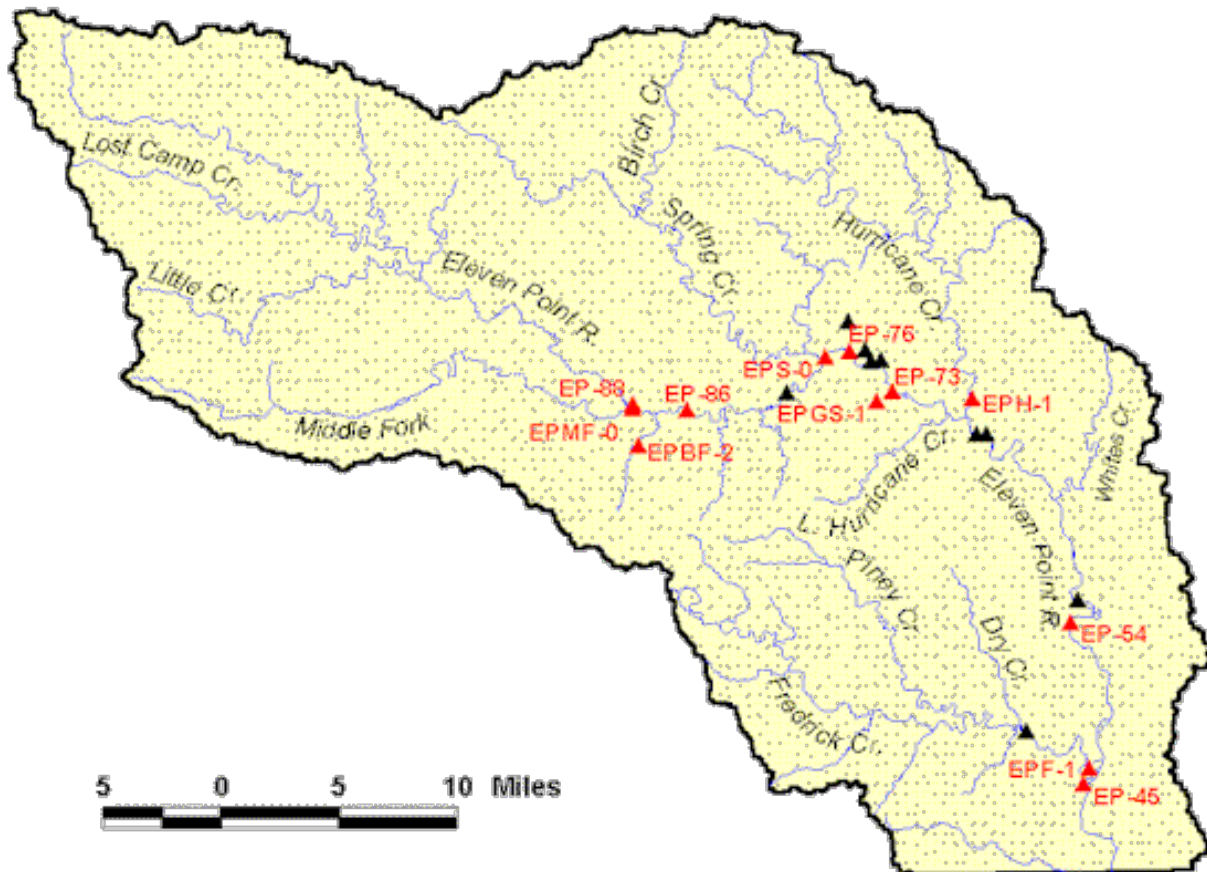 Birch Cr.
Lost Camp Cr.
Spring Cr.
Hurricane Cr.
Little Cr.
Eleven Point R.
EP-76
EPS-0
EP-73
EP-88
EP-86
EPGS-1
EPH-1
EPMF-0
Middle Fork
EPBF-2
Whites Cr.
L. Hurricane Cr.
Eleven Point R.
Piney Cr.
Dry Cr.
EP-54
Fredrick Cr.
EPF-1
EP-45
5 0 5 10 Miles